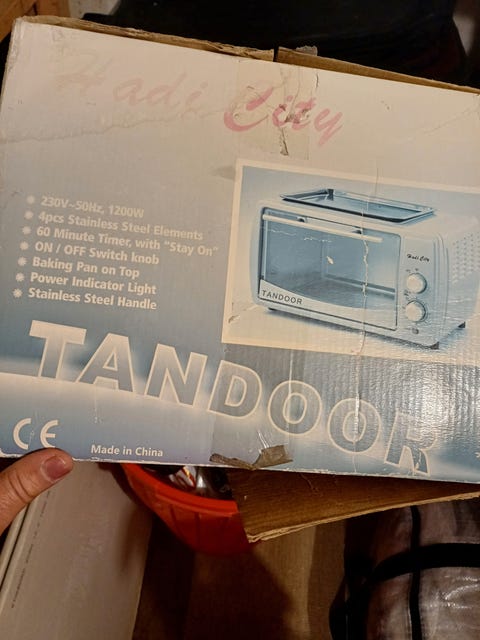 Hadi City
230V~50Hz, 1200W
4pcs Stainless Steel Elements
60 Minute Timer, with "Stay On"
ON / OFF Switch knob
Baking Pan on Top
Power Indicator Light
Stainless Steel Handle
Hadi City
TANDOOR
TANDOOR
CE
Made in China